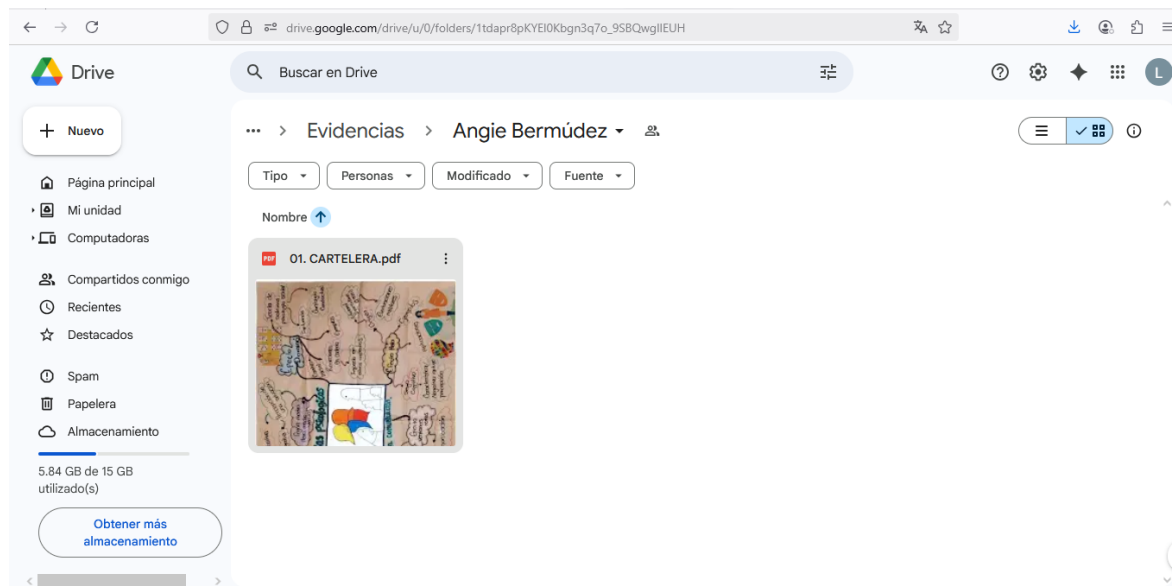 drive.google.com/drive/u/0/folders/1tdapr8pKYEl0Kbgn3q7o_9SBQwgIlEUH
Drive
Buscar en Drive
L
Nuevo
... > Evidencias > Angie Bermúdez
Tipo
Personas
Modificado
Fuente
Página principal
Mi unidad
Computadoras
Nombre
PDF
01. CARTELERA.pdf
Compartidos conmigo
Recientes
Destacados
Spam
Papelera
Almacenamiento
5.84 GB de 15 GB
utilizado(s)
Obtener más
almacenamiento